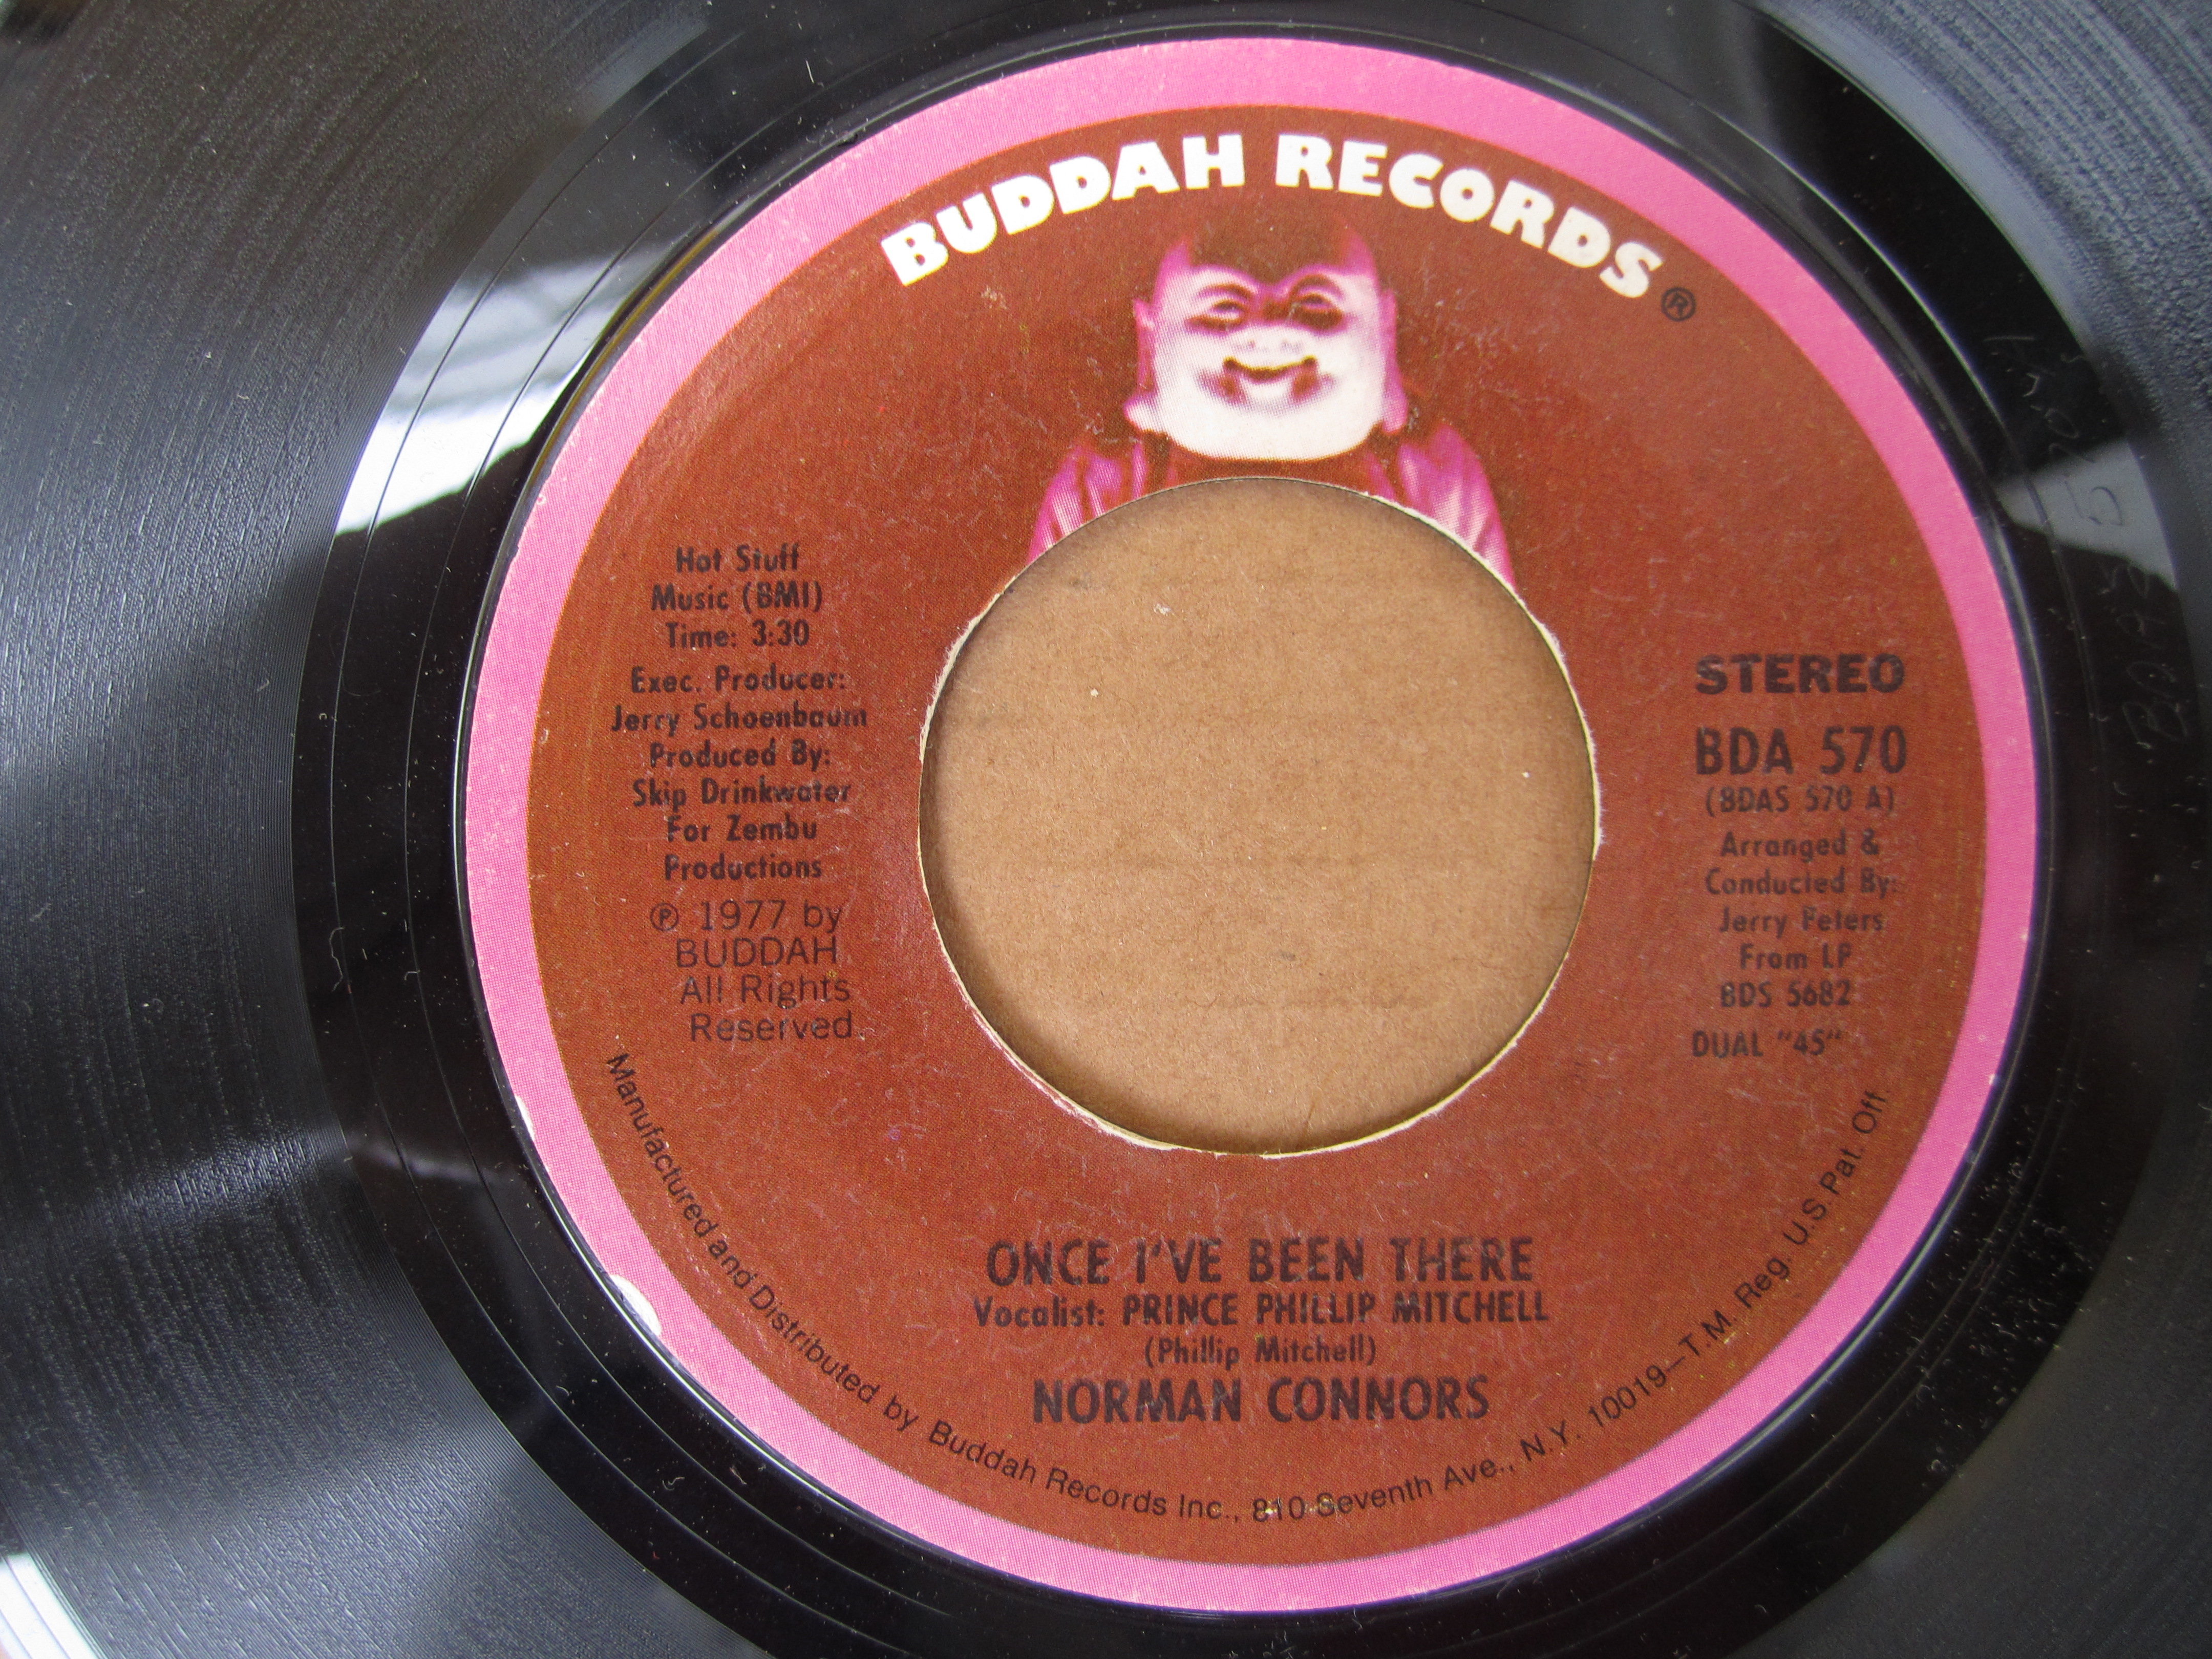 BUDDAH RECORDS®
Hot Stuff
Music (BMI)
Time: 3:30
Exec. Producer:
Jerry Schoenbaum
Produced By:
Skip Drinkwater
For Zembu
Productions
℗ 1977 by
BUDDAH
All Rights
Reserved.
STEREO
BDA 570
(BDAS 570 A)
Arranged &
Conducted By:
Jerry Peters
From LP
BDS 5682
DUAL "45"
ONCE I'VE BEEN THERE
Vocalist: PRINCE PHILLIP MITCHELL
(Phillip Mitchell)
NORMAN CONNORS
Manufactured and Distributed by Buddah Records Inc., 810 Seventh Ave., N.Y. 10019—T.M. Reg. U.S. Pat. Off.